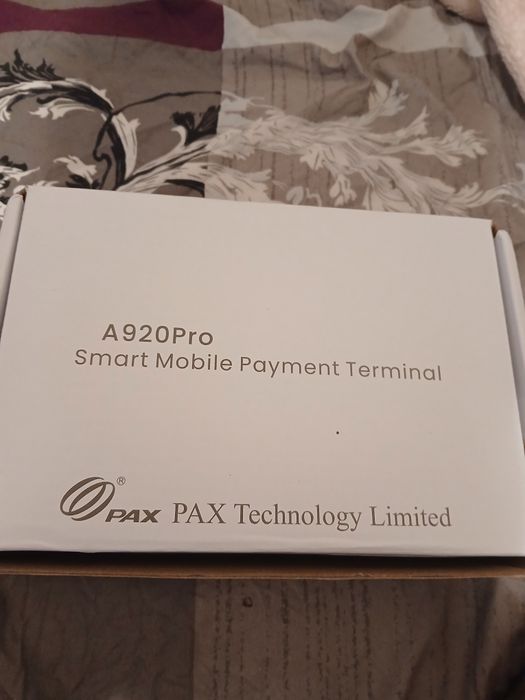 A920Pro
Smart Mobile Payment Terminal
® PAX PAX Technology Limited